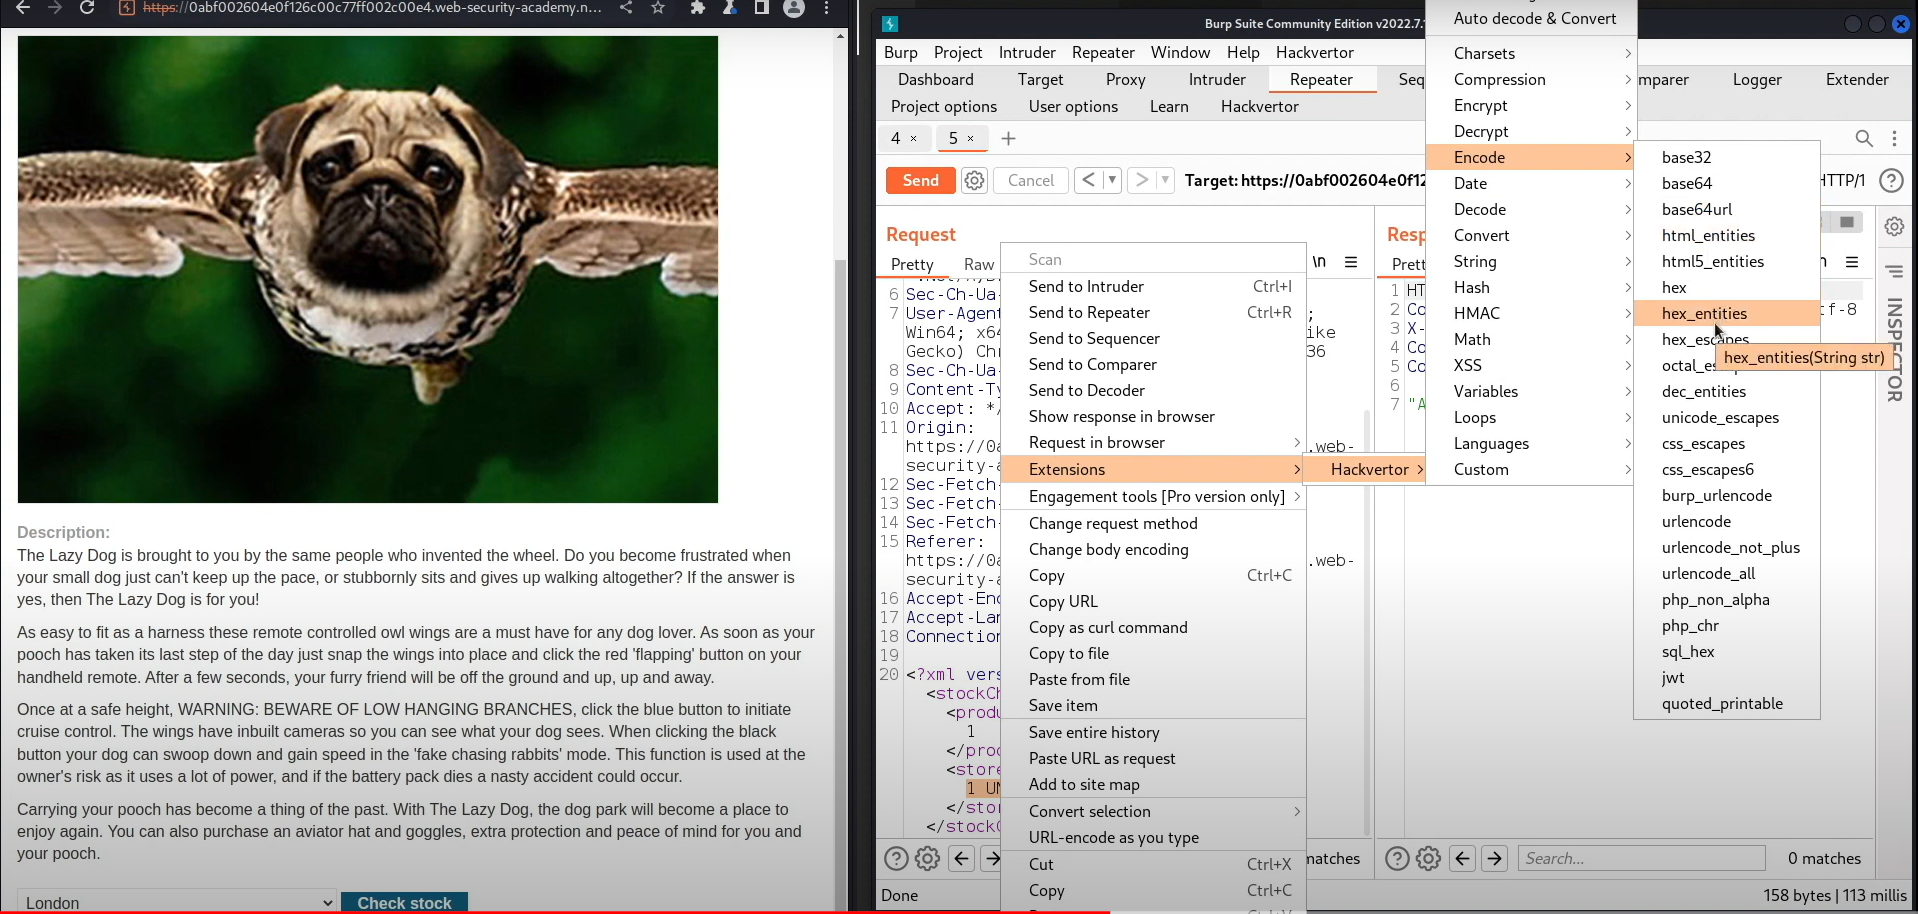 https://0abf002604e0f126c00c77ff002c00e4.web-security-academy.n...
Description:
The Lazy Dog is brought to you by the same people who invented the wheel. Do you become frustrated when
your small dog just can't keep up the pace, or stubbornly sits and gives up walking altogether? If the answer is
yes, then The Lazy Dog is for you!
As easy to fit as a harness these remote controlled owl wings are a must have for any dog lover. As soon as your
pooch has taken its last step of the day just snap the wings into place and click the red 'flapping' button on your
handheld remote. After a few seconds, your furry friend will be off the ground and up, up and away.
Once at a safe height, WARNING: BEWARE OF LOW HANGING BRANCHES, click the blue button to initiate
cruise control. The wings have inbuilt cameras so you can see what your dog sees. When clicking the black
button your dog can swoop down and gain speed in the 'fake chasing rabbits' mode. This function is used at the
owner's risk as it uses a lot of power, and if the battery pack dies a nasty accident could occur.
Carrying your pooch has become a thing of the past. With The Lazy Dog, the dog park will become a place to
enjoy again. You can also purchase an aviator hat and goggles, extra protection and peace of mind for you and
your pooch.
London
Check stock
Burp Suite Community Edition v2022.7.
Burp Project Intruder Repeater Window Help Hackvertor
Dashboard Target Proxy Intruder Repeater Seq mparer Logger Extender
Project options User options Learn Hackvertor
4 × 5 × +
Send Cancel < > Target: https://0abf002604e0f12 HTTP/1
Request
Pretty Raw \n
6 Sec-Ch-Ua-
7 User-Agent ;
Win64; x64 ike
Gecko) Chr 36
8 Sec-Ch-Ua-
9 Content-Ty
10 Accept: */
11 Origin:
https://0a .web-
security-a
12 Sec-Fetch-
13 Sec-Fetch-
14 Sec-Fetch-
15 Referer:
https://0a .web-
security-a
16 Accept-Enc
17 Accept-Lan
18 Connection
19
20 <?xml vers
<stockCh
<produ
1
</prod
<store
1 UN
</stor
</stockC
matches
Done
Scan
Send to Intruder Ctrl+I
Send to Repeater Ctrl+R
Send to Sequencer
Send to Comparer
Send to Decoder
Show response in browser
Request in browser
Extensions
Engagement tools [Pro version only]
Change request method
Change body encoding
Copy Ctrl+C
Copy URL
Copy as curl command
Copy to file
Paste from file
Save item
Save entire history
Paste URL as request
Add to site map
Convert selection
URL-encode as you type
Cut Ctrl+X
Copy Ctrl+C
Hackvertor
Auto decode & Convert
Charsets
Compression
Encrypt
Decrypt
Encode
Date
Decode
Convert
String
Hash
HMAC
Math
XSS
Variables
Loops
Languages
Custom
base32
base64
base64url
html_entities
html5_entities
hex
hex_entities
hex_escapes
hex_entities(String str)
octal_es
dec_entities
unicode_escapes
css_escapes
css_escapes6
burp_urlencode
urlencode
urlencode_not_plus
urlencode_all
php_non_alpha
php_chr
sql_hex
jwt
quoted_printable
Resp
Prett
1 HT
2 Co tf-8
3 X-
4 Co
5 Co
6
7 "A
INSPECTOR
Search...
0 matches
158 bytes | 113 millis